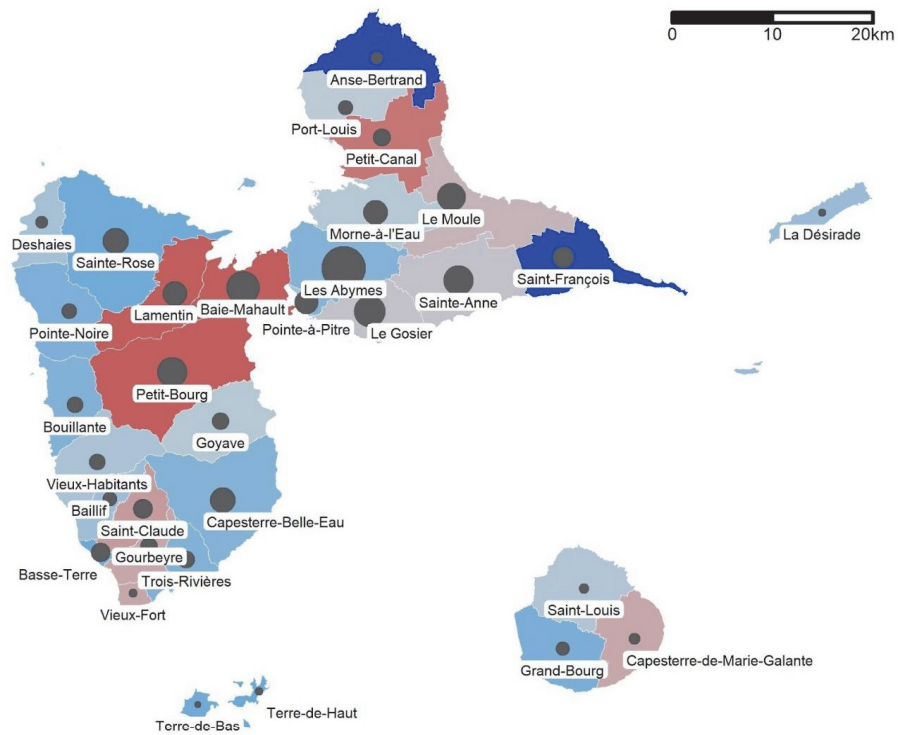 0 10 20km
Anse-Bertrand
Port-Louis
Petit-Canal
Le Moule
Morne-à-l'Eau
La Désirade
Deshaies
Sainte-Rose
Saint-François
Les Abymes
Sainte-Anne
Lamentin
Baie-Mahault
Pointe-Noire
Pointe-à-Pitre
Le Gosier
Petit-Bourg
Bouillante
Goyave
Vieux-Habitants
Baillif
Capesterre-Belle-Eau
Saint-Claude
Gourbeyre
Basse-Terre
Trois-Rivières
Vieux-Fort
Saint-Louis
Capesterre-de-Marie-Galante
Grand-Bourg
Terre-de-Haut
Terre-de-Bas